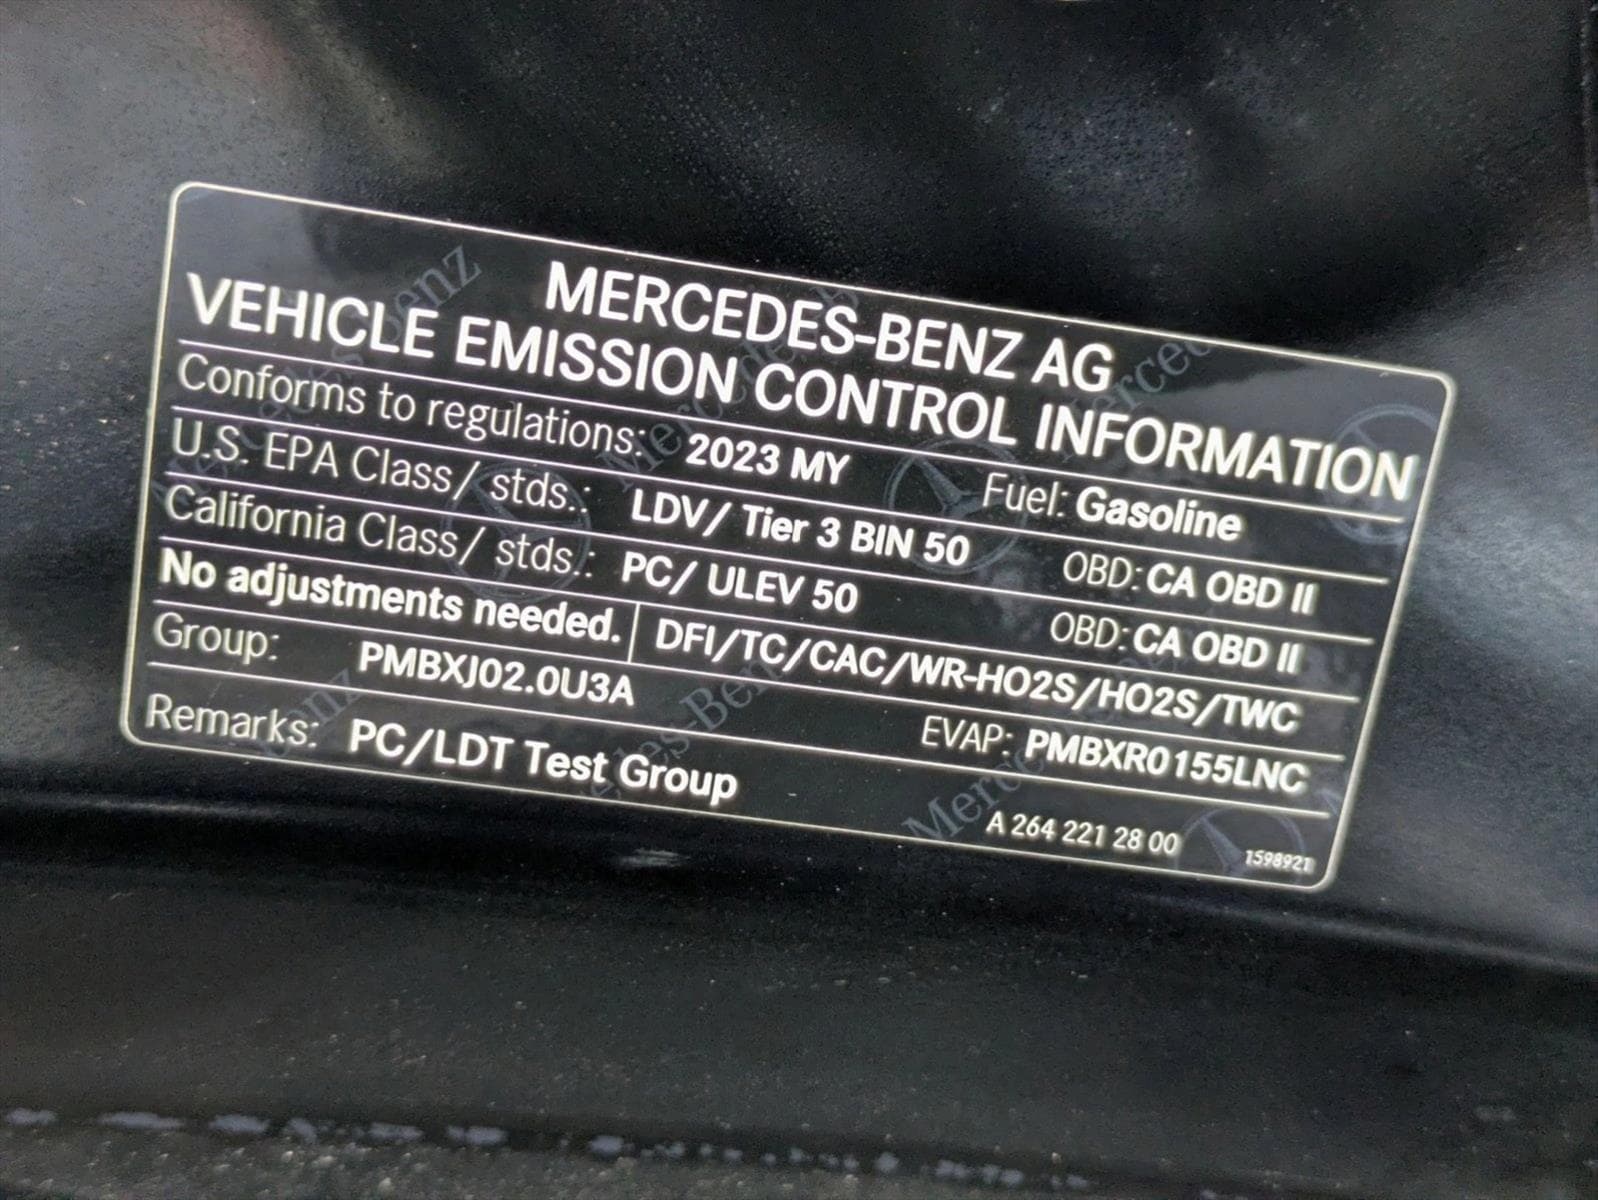 MERCEDES-BENZ AG
VEHICLE EMISSION CONTROL INFORMATION
Conforms to regulations: 2023 MY Fuel: Gasoline
U.S. EPA Class/ stds.: LDV/ Tier 3 BIN 50 OBD: CA OBD II
California Class/ stds.: PC/ ULEV 50 OBD: CA OBD II
No adjustments needed. DFI/TC/CAC/WR-HO2S/HO2S/TWC
Group: PMBXJ02.0U3A EVAP: PMBXR0155LNC
Remarks: PC/LDT Test Group
A 264 221 28 00
1598921